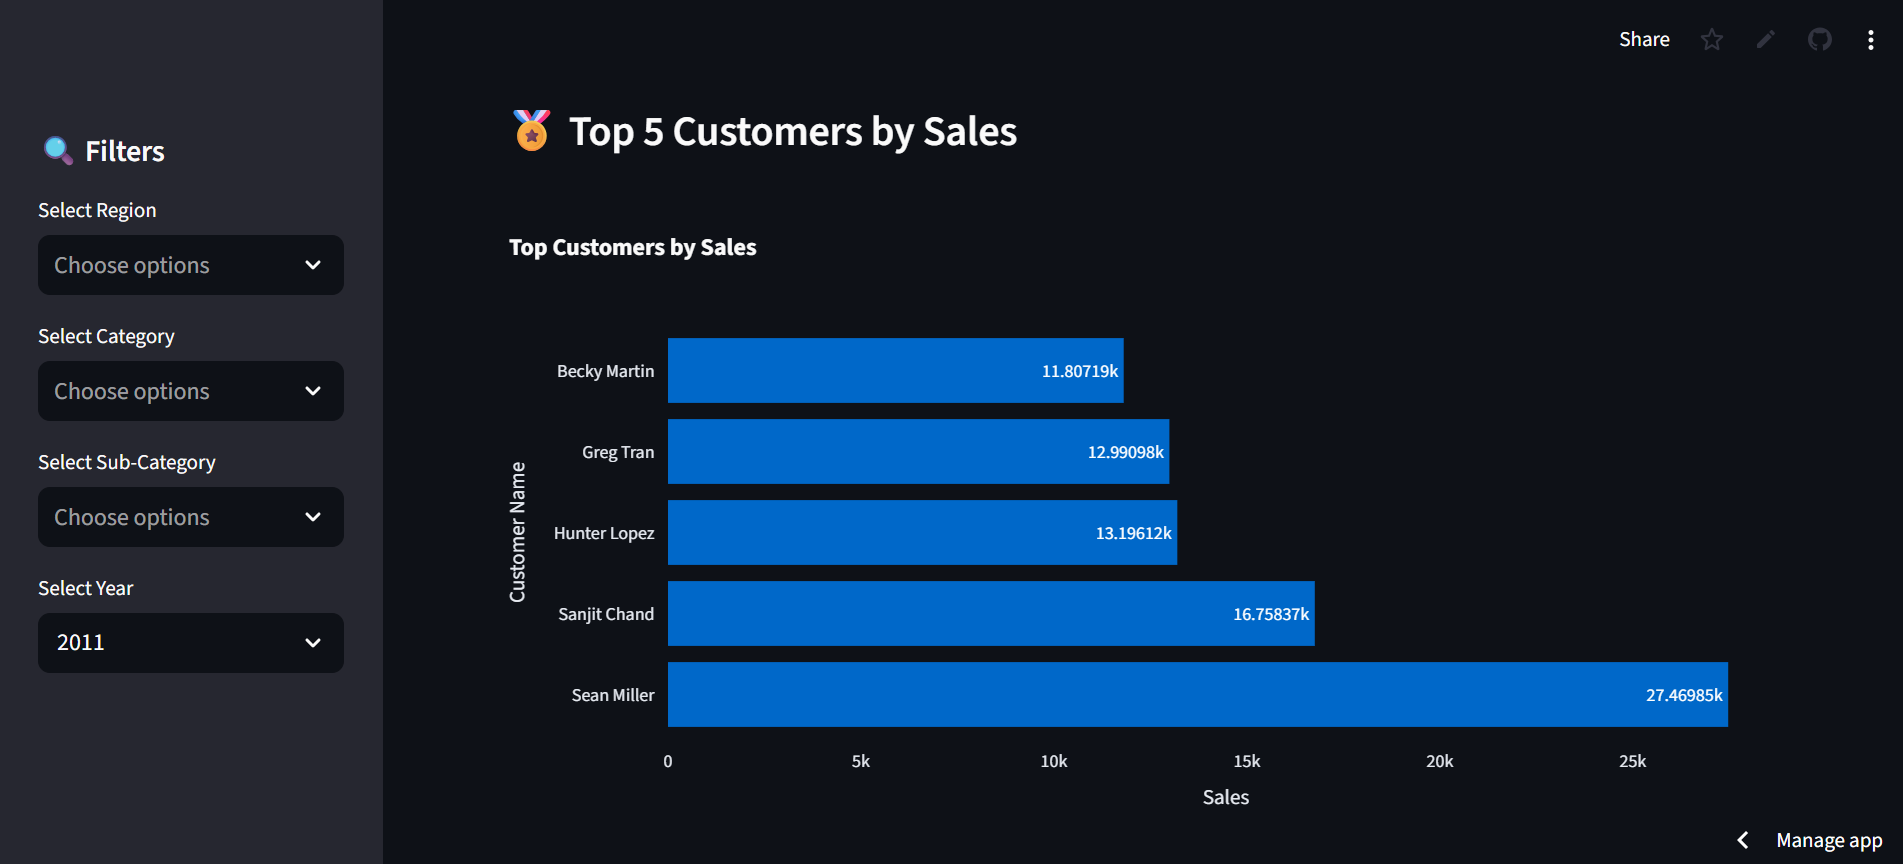 Share
Filters
Select Region
Choose options
Select Category
Choose options
Select Sub-Category
Choose options
Select Year
2011
Top 5 Customers by Sales
Top Customers by Sales
Customer Name
Becky Martin 11.80719k
Greg Tran 12.99098k
Hunter Lopez 13.19612k
Sanjit Chand 16.75837k
Sean Miller 27.46985k
0 5k 10k 15k 20k 25k
Sales
Manage app